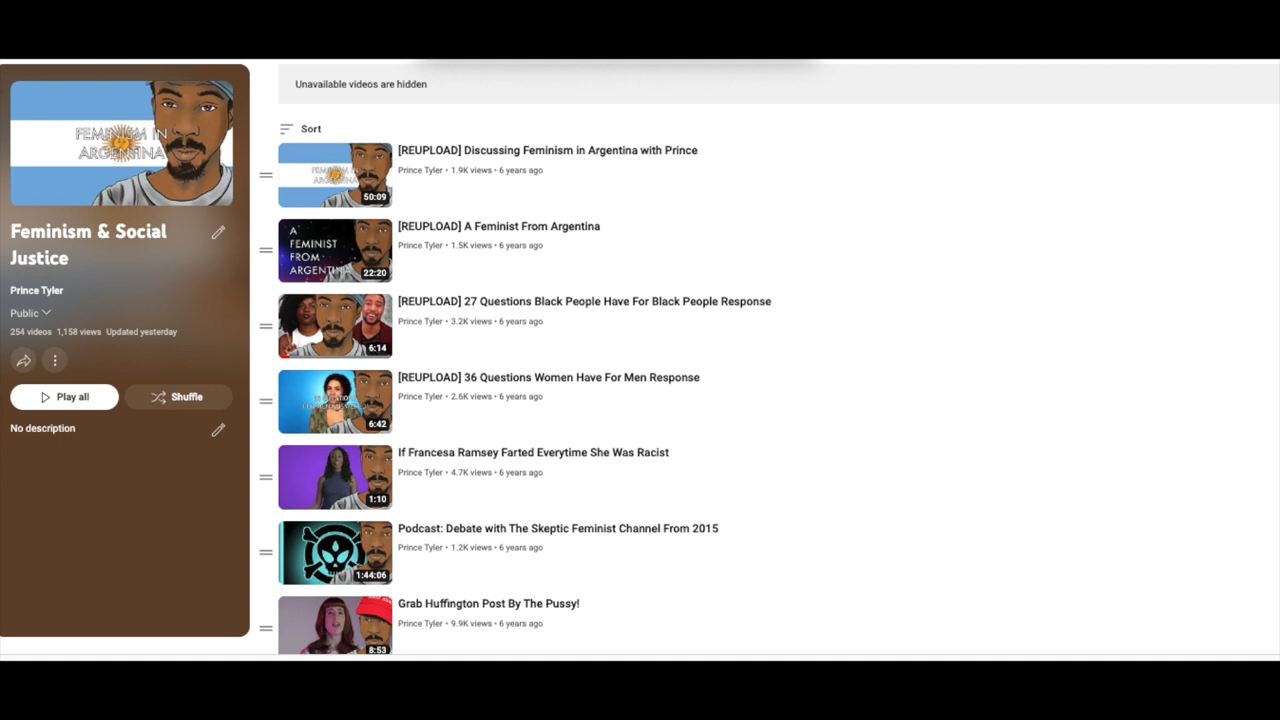 FEMINISM IN
ARGENTINA
Feminism & Social
Justice
Prince Tyler
Public
254 videos 1,158 views Updated yesterday
Play all
Shuffle
No description
Unavailable videos are hidden
Sort
FEMINISM IN
ARGENTINA
50:09
[REUPLOAD] Discussing Feminism in Argentina with Prince
Prince Tyler • 1.9K views • 6 years ago
A
FEMINIST
FROM
ARGENTI
22:20
[REUPLOAD] A Feminist From Argentina
Prince Tyler • 1.5K views • 6 years ago
6:14
[REUPLOAD] 27 Questions Black People Have For Black People Response
Prince Tyler • 3.2K views • 6 years ago
6:42
[REUPLOAD] 36 Questions Women Have For Men Response
Prince Tyler • 2.6K views • 6 years ago
1:10
If Francesa Ramsey Farted Everytime She Was Racist
Prince Tyler • 4.7K views • 6 years ago
1:44:06
Podcast: Debate with The Skeptic Feminist Channel From 2015
Prince Tyler • 1.2K views • 6 years ago
8:53
Grab Huffington Post By The Pussy!
Prince Tyler • 9.9K views • 6 years ago